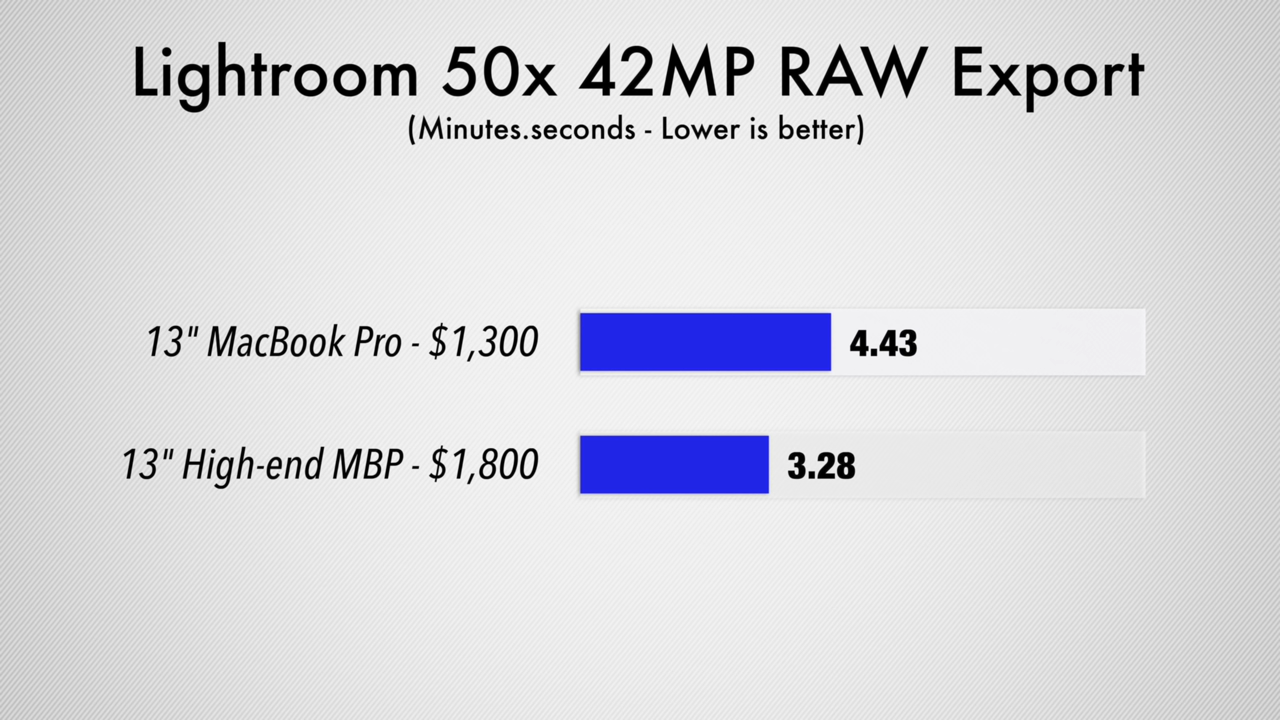 Lightroom 50x 42MP RAW Export
(Minutes.seconds - Lower is better)
13" MacBook Pro - $1,300 4.43
13" High-end MBP - $1,800 3.28